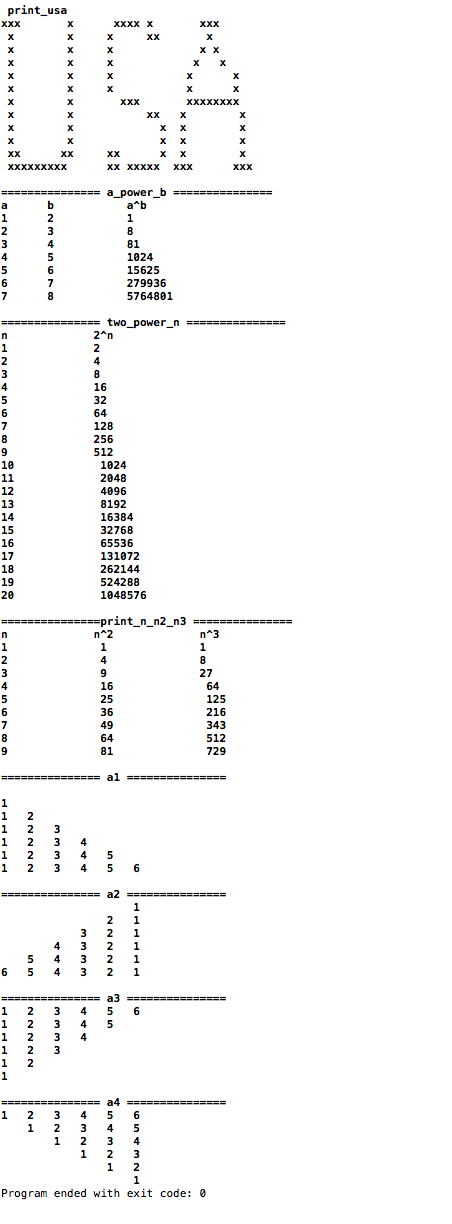 print_usa
xxx       x      xxxx x       xxx
 x        x     x     xx       x
 x        x     x             x x
 x        x     x            x   x
 x        x     x           x      x
 x        x     x           x      x
 x        x       xxx       xxxxxxxx
 x        x           xx   x        x
 x        x             x  x        x
 x        x             x x         x
 xx      xx     xx      x x         x
 xxxxxxxxx      xx xxxxx  xxx      xxx
=============== a_power_b ===============
a      b           a^b
1      2           1
2      3           8
3      4           81
4      5           1024
5      6           15625
6      7           279936
7      8           5764801
=============== two_power_n ===============
n             2^n
1             2
2             4
3             8
4             16
5             32
6             64
7             128
8             256
9             512
10             1024
11             2048
12             4096
13             8192
14             16384
15             32768
16             65536
17             131072
18             262144
19             524288
20             1048576
===============print_n_n2_n3 ===============
n             n^2             n^3
1              1              1
2              4              8
3              9              27
4              16              64
5              25              125
6              36              216
7              49              343
8              64              512
9              81              729
=============== a1 ===============
1
1   2
1   2   3
1   2   3   4
1   2   3   4   5
1   2   3   4   5   6
=============== a2 ===============
                    1
                2   1
            3   2   1
        4   3   2   1
    5   4   3   2   1
6   5   4   3   2   1
=============== a3 ===============
1   2   3   4   5   6
1   2   3   4   5
1   2   3   4
1   2   3
1   2
1
=============== a4 ===============
1   2   3   4   5   6
    1   2   3   4   5
        1   2   3   4
            1   2   3
                1   2
                    1
Program ended with exit code: 0